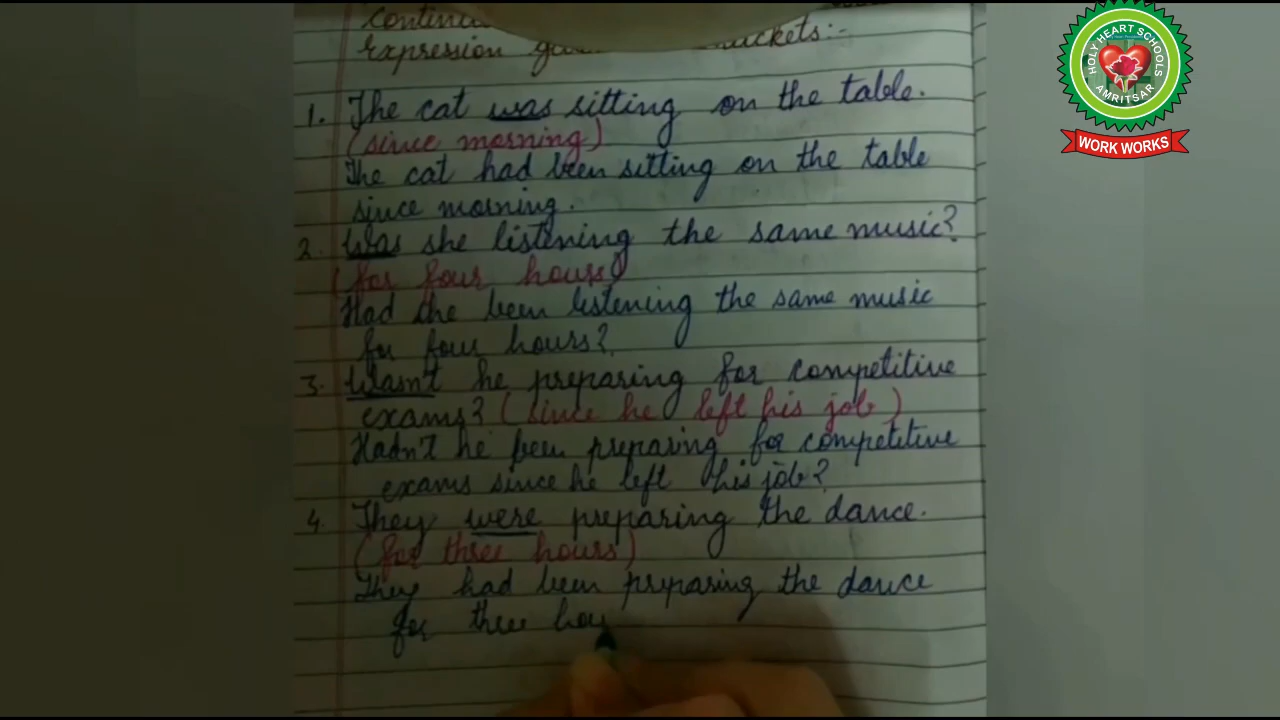 continu
Expression g ackets:-
1. The cat was sitting on the table.
(since morning)
The cat had been sitting on the table
since morning.
2. Was she listening the same music?
(for four hours)
Had she been listening the same music
for four hours?
3. Wasn't he preparing for competitive
exams? (since he left his job)
Hadn't he been preparing for competitive
exams since he left his job?
4. They were preparing the dance.
(for three hours)
They had been preparing the dance
for three hou
HOLY HEART SCHOOLS
AMRITSAR
WORK WORKS